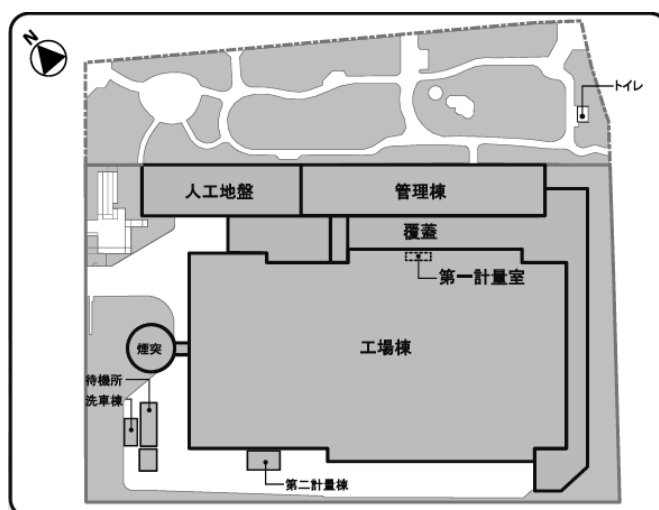 N
トイレ
人工地盤
管理棟
覆蓋
第一計量室
工場棟
煙突
待機所
洗車棟
第二計量棟